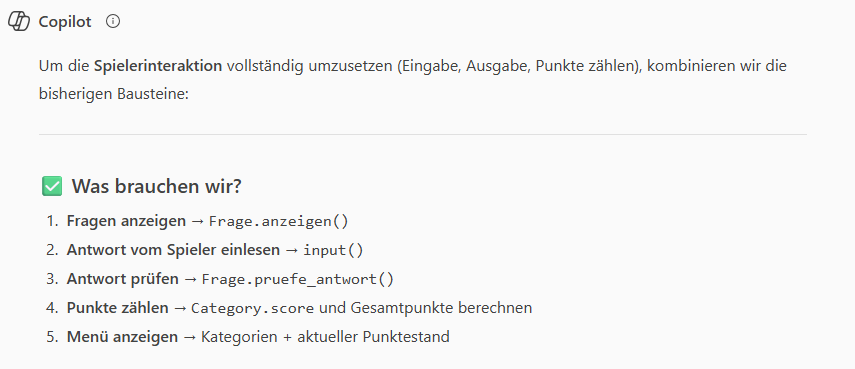 Copilot
Um die Spielerinteraktion vollständig umzusetzen (Eingabe, Ausgabe, Punkte zählen), kombinieren wir die
bisherigen Bausteine:
✅ Was brauchen wir?
1. Fragen anzeigen → Frage.anzeigen()
2. Antwort vom Spieler einlesen → input()
3. Antwort prüfen → Frage.pruefe_antwort()
4. Punkte zählen → Category.score und Gesamtpunkte berechnen
5. Menü anzeigen → Kategorien + aktueller Punktestand